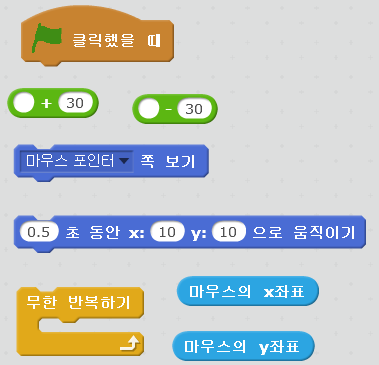 클릭했을 때
+ 30
- 30
마우스 포인터 쪽 보기
0.5 초 동안 x: 10 y: 10 으로 움직이기
무한 반복하기
마우스의 x좌표
마우스의 y좌표